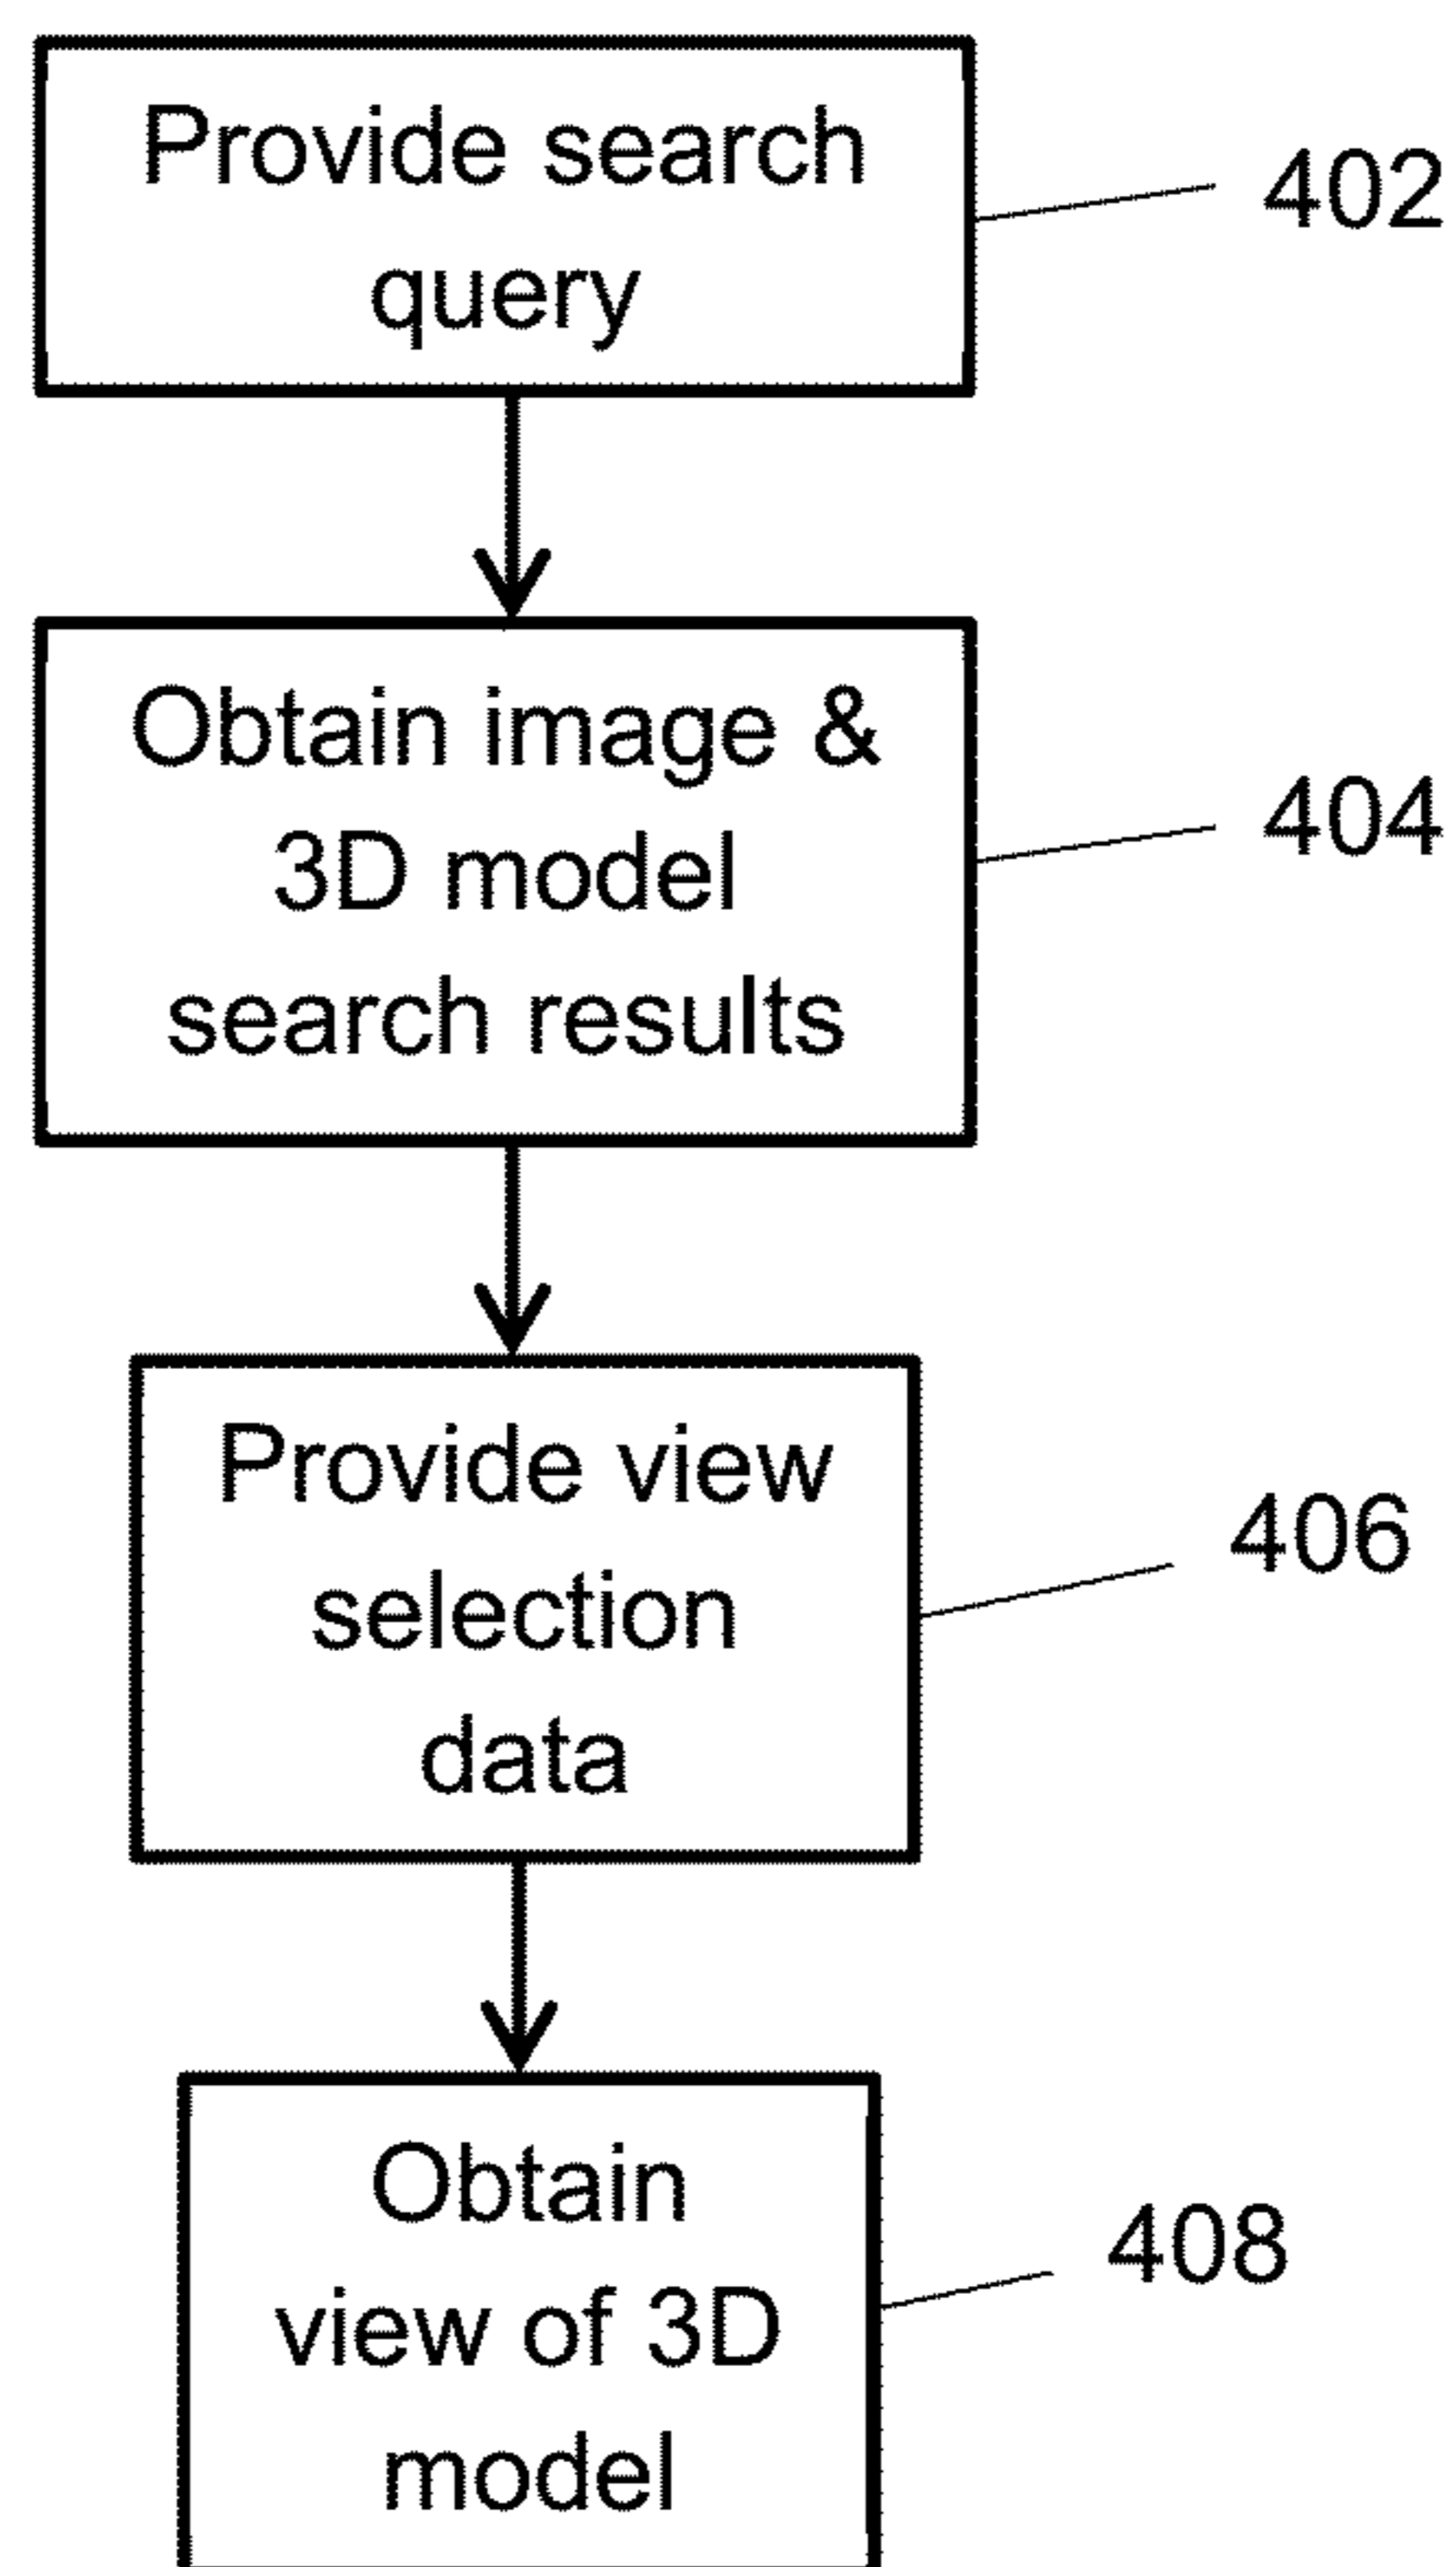 Provide search
query
402
Obtain image &
3D model
search results
404
Provide view
selection
data
406
Obtain
view of 3D
model
408